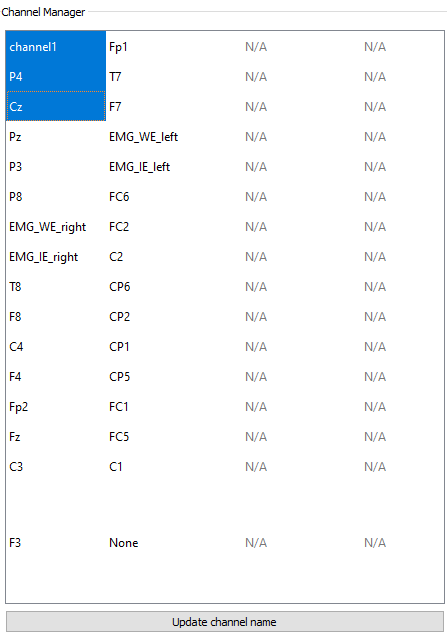 Channel Manager
channel1 Fp1 N/A N/A
P4 T7 N/A N/A
Cz F7 N/A N/A
Pz EMG_WE_left N/A N/A
P3 EMG_IE_left N/A N/A
P8 FC6 N/A N/A
EMG_WE_right FC2 N/A N/A
EMG_IE_right C2 N/A N/A
T8 CP6 N/A N/A
F8 CP2 N/A N/A
C4 CP1 N/A N/A
F4 CP5 N/A N/A
Fp2 FC1 N/A N/A
Fz FC5 N/A N/A
C3 C1 N/A N/A
F3 None N/A N/A
Update channel name